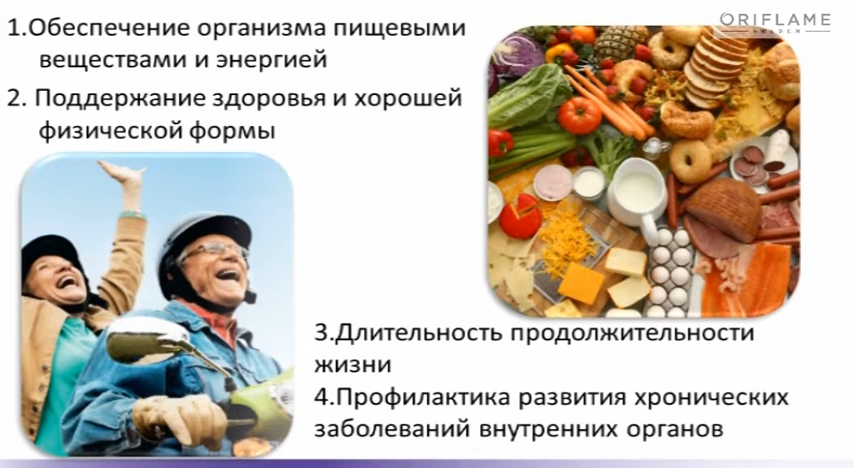 ORIFLAME
SWEDEN
1.Обеспечение организма пищевыми
веществами и энергией
2. Поддержание здоровья и хорошей
физической формы
3.Длительность продолжительности
жизни
4.Профилактика развития хронических
заболеваний внутренних органов